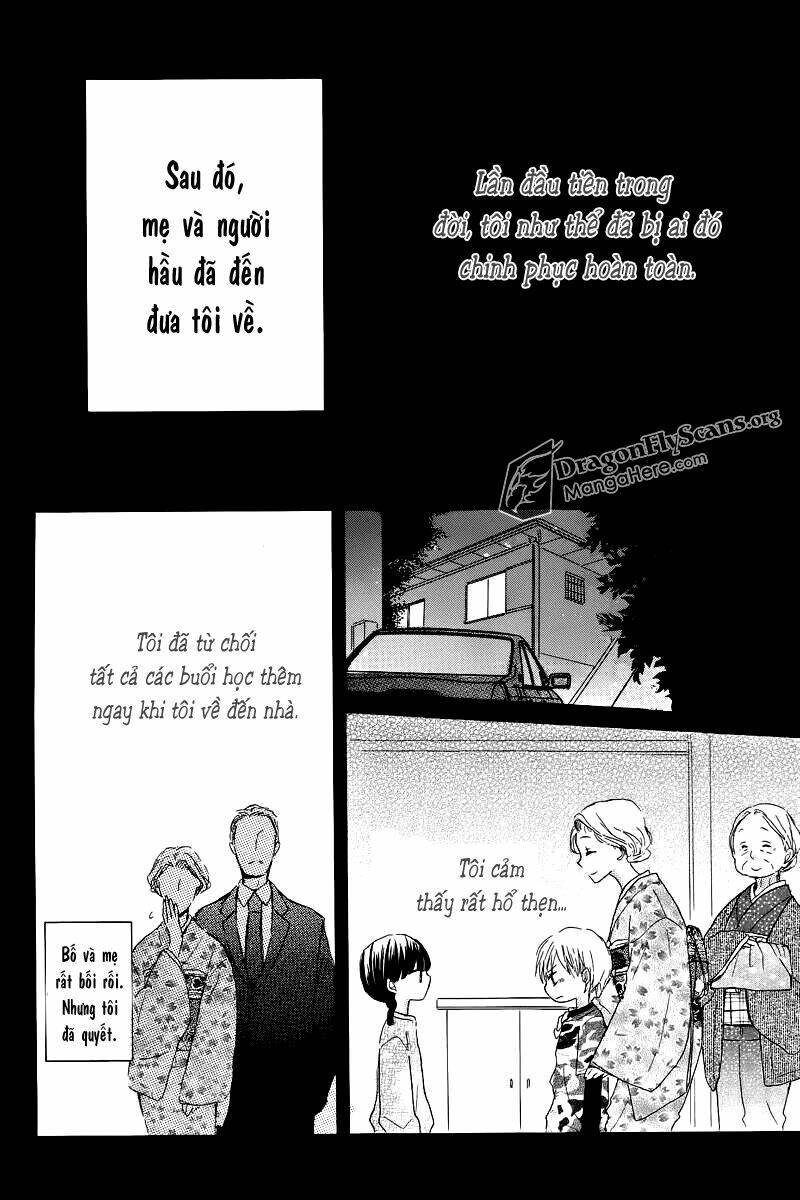 Lần đầu tiên trong
đời, tôi như thể đã bị ai đó
chinh phục hoàn toàn.
Sau đó,
mẹ và người
hầu đã đến
đưa tôi về.
DragonFlyScans.org
MangaHere.com
Tôi cảm
thấy rất hổ thẹn...
Tôi đã từ chối
tất cả các buổi học thêm
ngay khi tôi về đến nhà.
Bố và mẹ
rất bối rối.
Nhưng tôi
đã quyết.